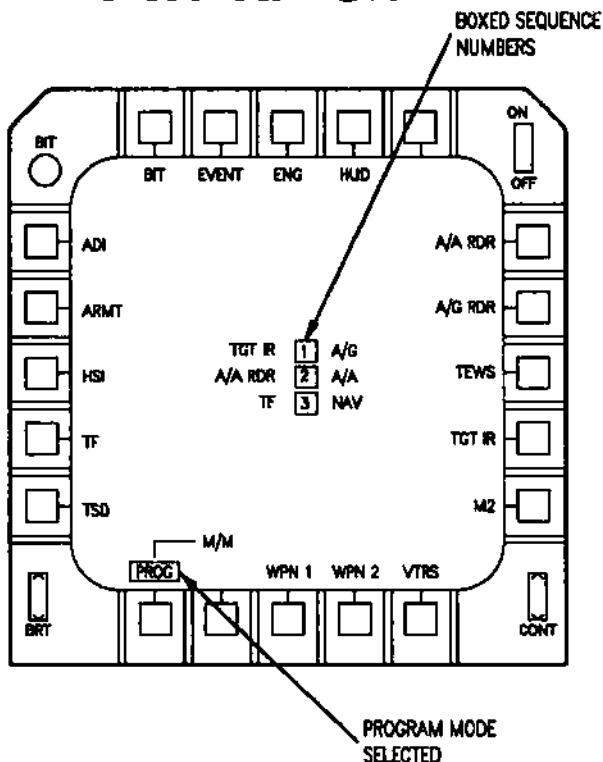 BOXED SEQUENCE
NUMBERS
BIT
BIT EVENT ENG HUD
ON
OFF
ADI
A/A RDR
ARMT
A/G RDR
TGT IR 1 A/G
HSI
A/A RDR 2 A/A
TEWS
TF 3 NAV
TF
TGT IR
TSD
M2
M/M
PROG WPN 1 WPN 2 VTRS
BRT
CONT
PROGRAM MODE
SELECTED